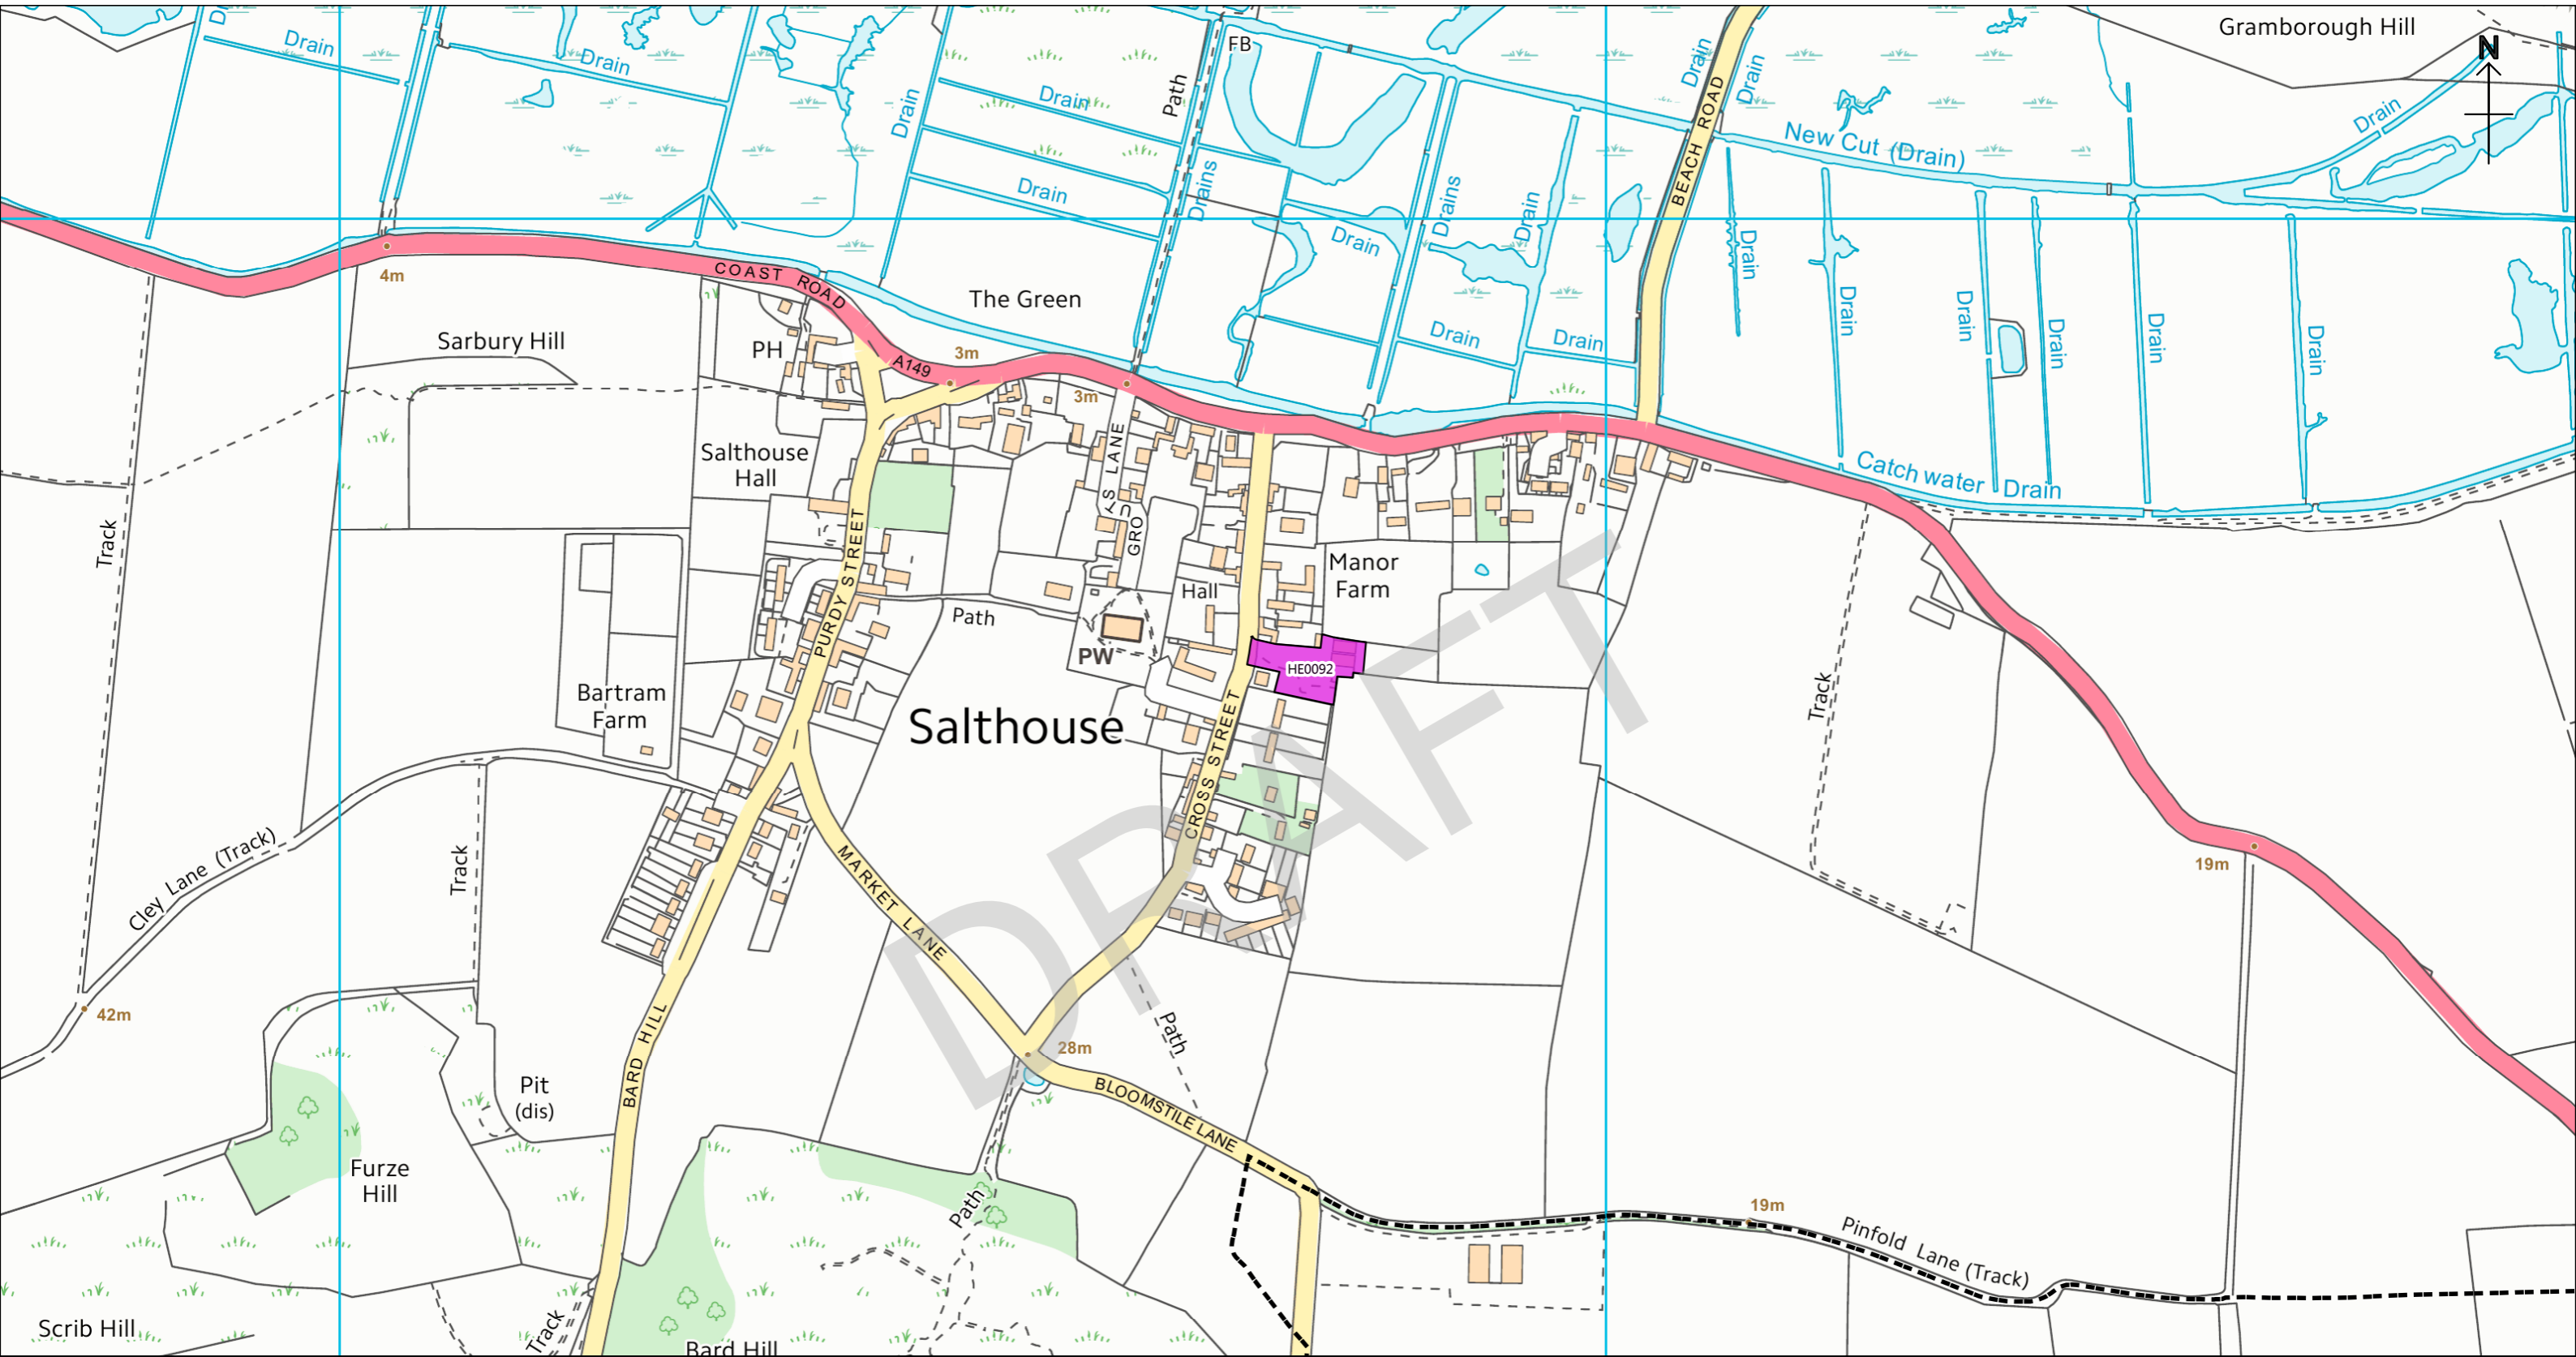 Drain
Drain
Drain
Drain
Drain
Drain
Path
FB
Drains
Drain
Drains
Drain
Drain
Drain
Drain
BEACH ROAD
Drain
New Cut (Drain)
Gramborough Hill
N
Drain
Drain
Drain
Drain
Drain
Drain
Drain
Catch water Drain
4m
COAST ROAD
The Green
Sarbury Hill
PH
A149
3m
3m
Salthouse
Hall
GROUTS LANE
Track
PURDY STREET
Path
PW
Hall
Manor
Farm
HE0092
Bartram
Farm
Salthouse
CROSS STREET
Track
DRAFT
Cley Lane (Track)
Track
MARKET LANE
19m
42m
BARD HILL
28m
Path
Pit
(dis)
BLOOMSTILE LANE
Furze
Hill
Path
19m
Pinfold Lane (Track)
Scrib Hill
Track
Bard Hill